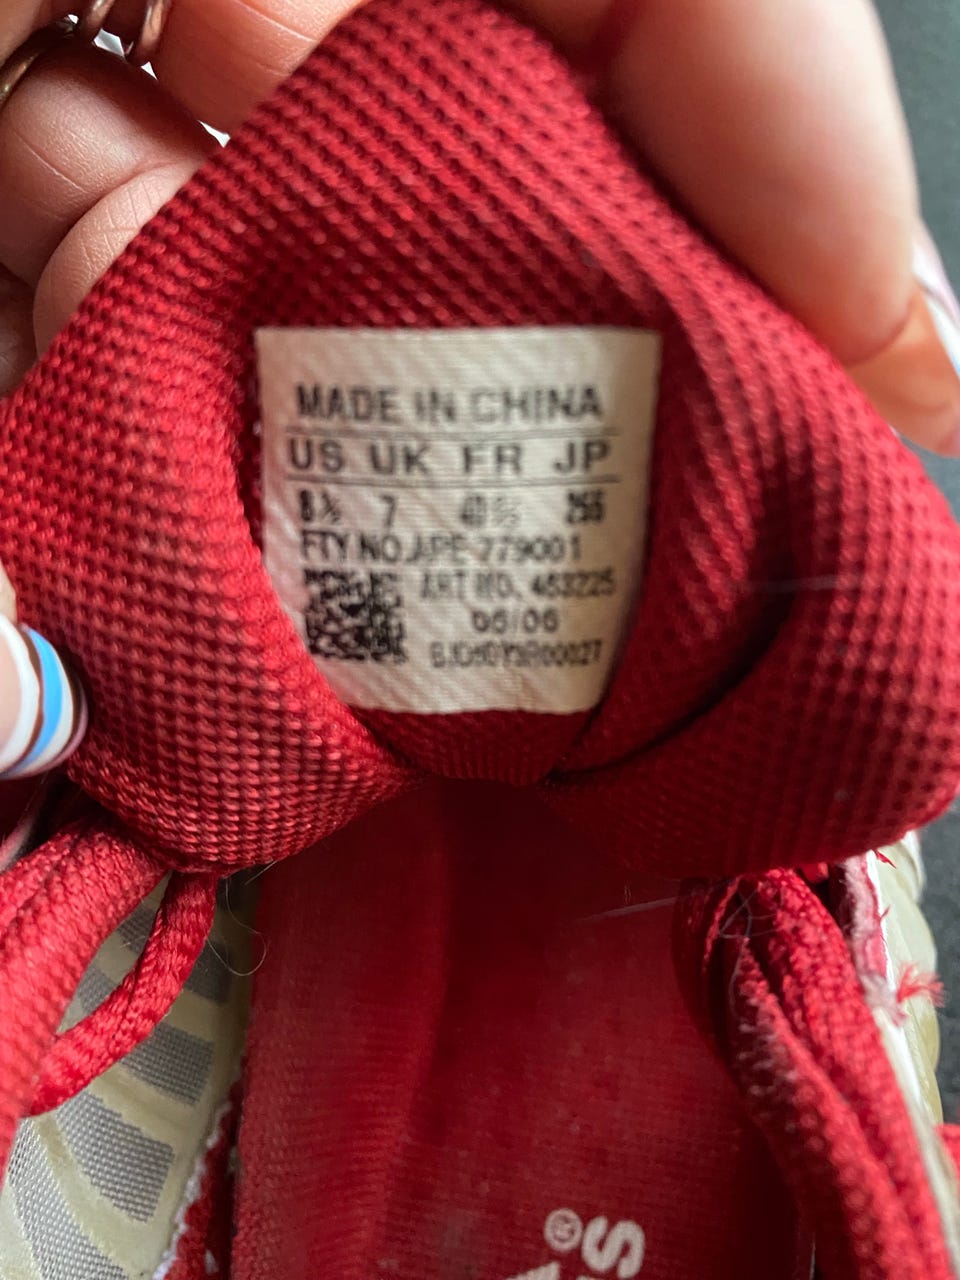 MADE IN CHINA
US UK FR JP
8½ 7 40⅔ 255
FTY NO. 779001
ART NO. 453225
06/06
®
S